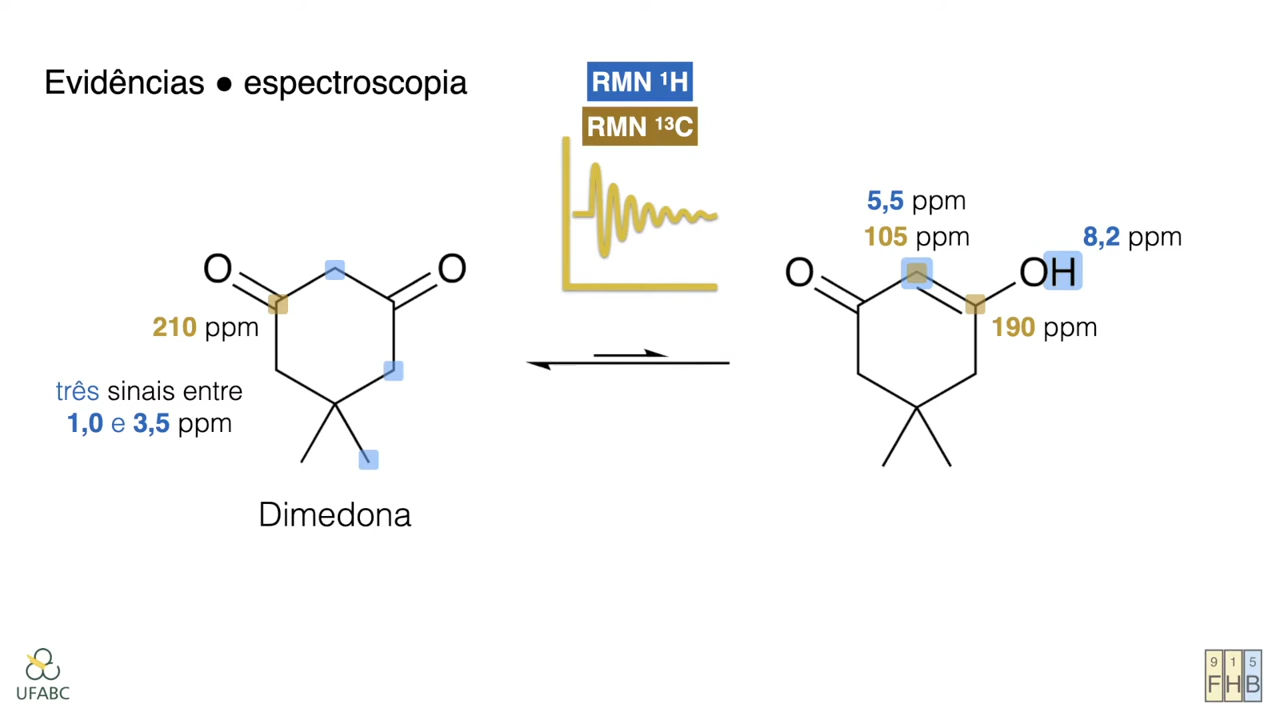 Evidências ● espectroscopia
RMN ¹H
RMN ¹³C
O
O
210 ppm
três sinais entre
1,0 e 3,5 ppm
Dimedona
5,5 ppm
105 ppm
8,2 ppm
O
OH
190 ppm
UFABC
9 1 5
F H B